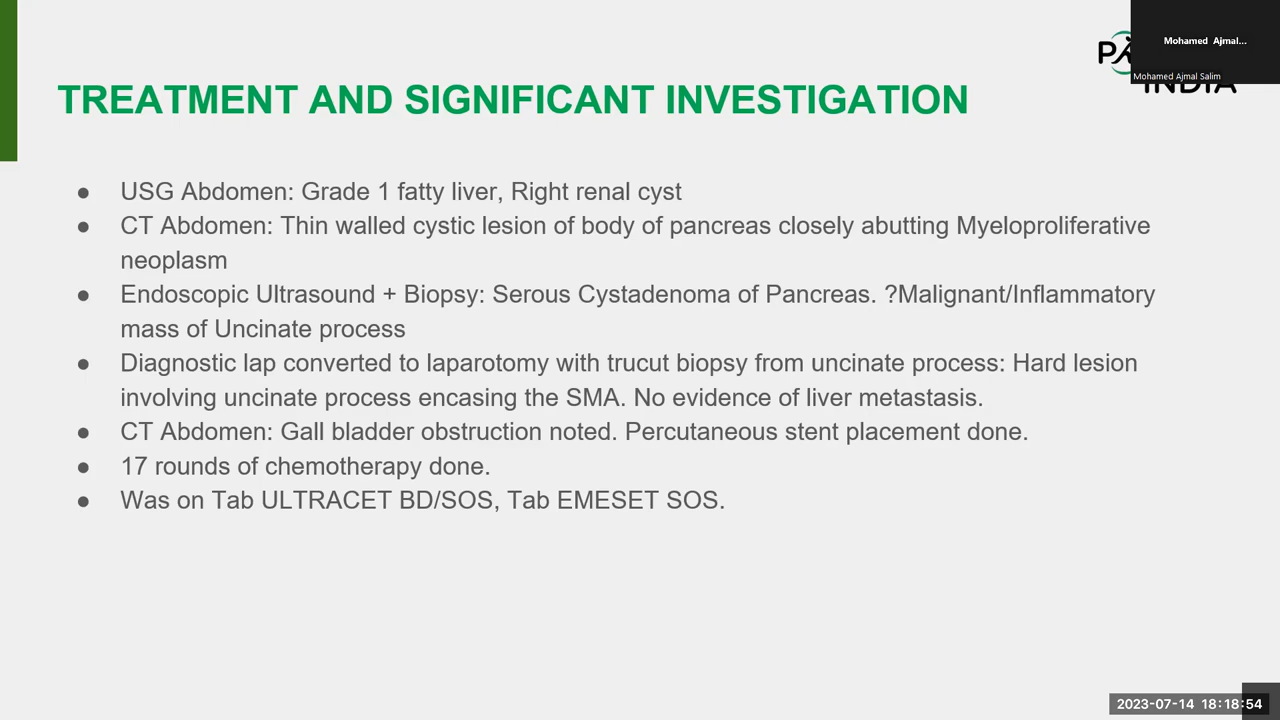 Mohamed Ajmal...
Mohamed Ajmal Salim
INDIA
TREATMENT AND SIGNIFICANT INVESTIGATION
● USG Abdomen: Grade 1 fatty liver, Right renal cyst
● CT Abdomen: Thin walled cystic lesion of body of pancreas closely abutting Myeloproliferative
neoplasm
● Endoscopic Ultrasound + Biopsy: Serous Cystadenoma of Pancreas. ?Malignant/Inflammatory
mass of Uncinate process
● Diagnostic lap converted to laparotomy with trucut biopsy from uncinate process: Hard lesion
involving uncinate process encasing the SMA. No evidence of liver metastasis.
● CT Abdomen: Gall bladder obstruction noted. Percutaneous stent placement done.
● 17 rounds of chemotherapy done.
● Was on Tab ULTRACET BD/SOS, Tab EMESET SOS.
2023-07-14 18:18:54